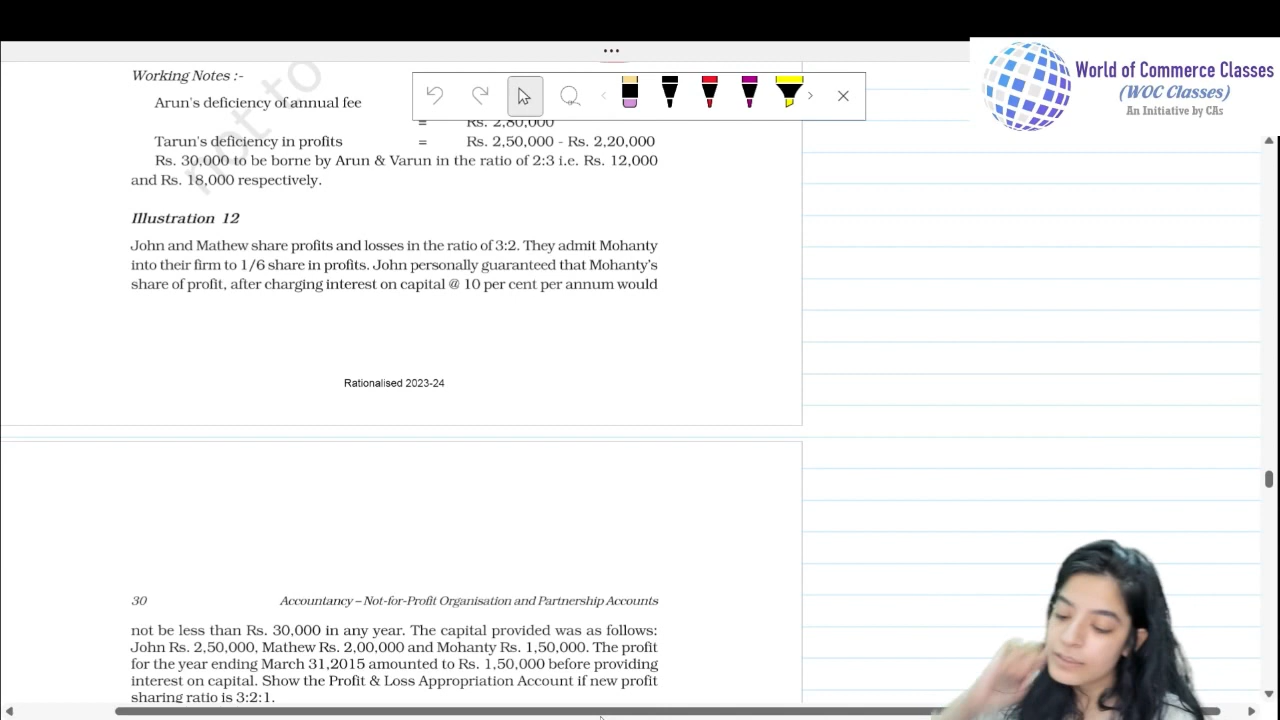 World of Commerce Classes
(WOC Classes)
An Initiative by CAs
Working Notes :-
not to
Arun's deficiency of annual fee
= Rs. 2,80,000
Tarun's deficiency in profits = Rs. 2,50,000 - Rs. 2,20,000
Rs. 30,000 to be borne by Arun & Varun in the ratio of 2:3 i.e. Rs. 12,000
and Rs. 18,000 respectively.
Illustration 12
John and Mathew share profits and losses in the ratio of 3:2. They admit Mohanty
into their firm to 1/6 share in profits. John personally guaranteed that Mohanty's
share of profit, after charging interest on capital @ 10 per cent per annum would
Rationalised 2023-24
30 Accountancy – Not-for-Profit Organisation and Partnership Accounts
not be less than Rs. 30,000 in any year. The capital provided was as follows:
John Rs. 2,50,000, Mathew Rs. 2,00,000 and Mohanty Rs. 1,50,000. The profit
for the year ending March 31,2015 amounted to Rs. 1,50,000 before providing
interest on capital. Show the Profit & Loss Appropriation Account if new profit
sharing ratio is 3:2:1.